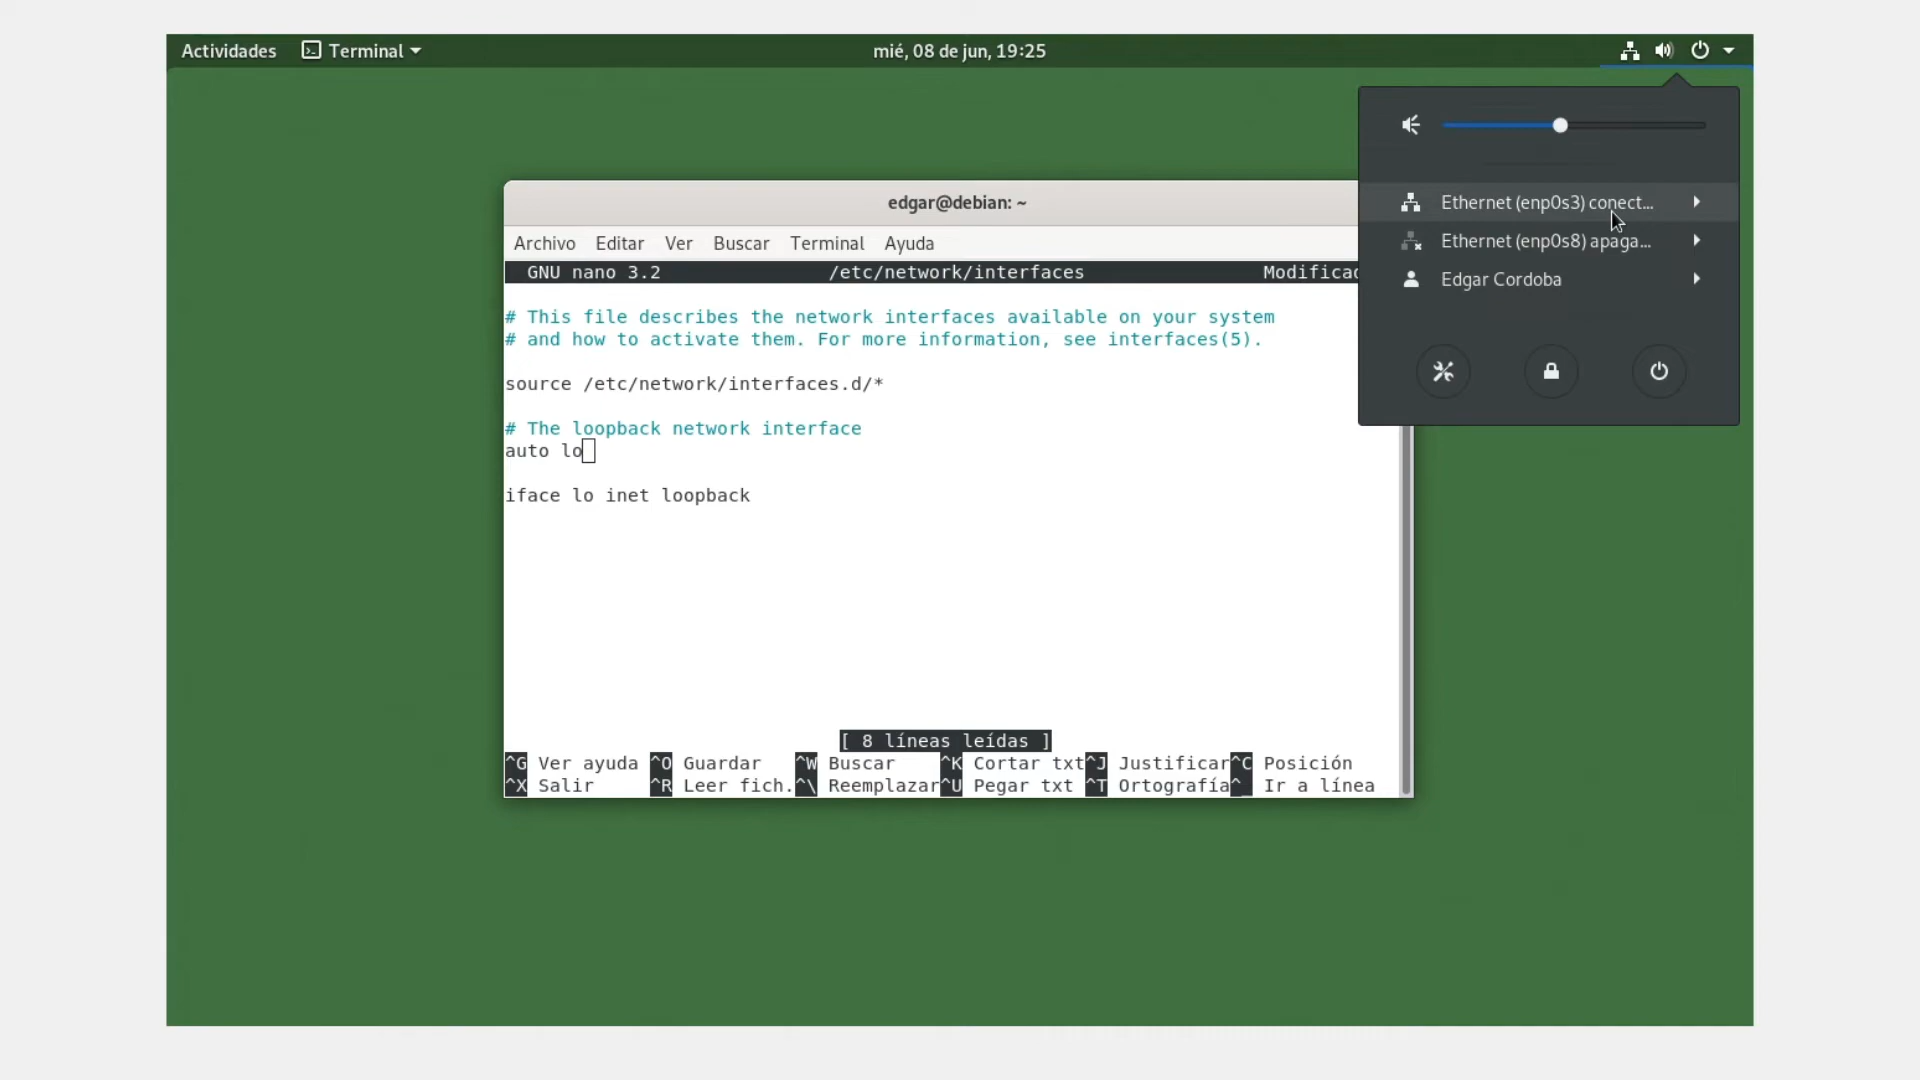 Actividades Terminal mié, 08 de jun, 19:25
edgar@debian: ~
Archivo Editar Ver Buscar Terminal Ayuda
GNU nano 3.2 /etc/network/interfaces Modificad
# This file describes the network interfaces available on your system
# and how to activate them. For more information, see interfaces(5).
source /etc/network/interfaces.d/*
# The loopback network interface
auto lo
iface lo inet loopback
[ 8 líneas leídas ]
^G Ver ayuda ^O Guardar ^W Buscar ^K Cortar txt ^J Justificar ^C Posición
^X Salir ^R Leer fich. ^\ Reemplazar ^U Pegar txt ^T Ortografía ^_ Ir a línea
Ethernet (enp0s3) conect...
Ethernet (enp0s8) apaga...
Edgar Cordoba